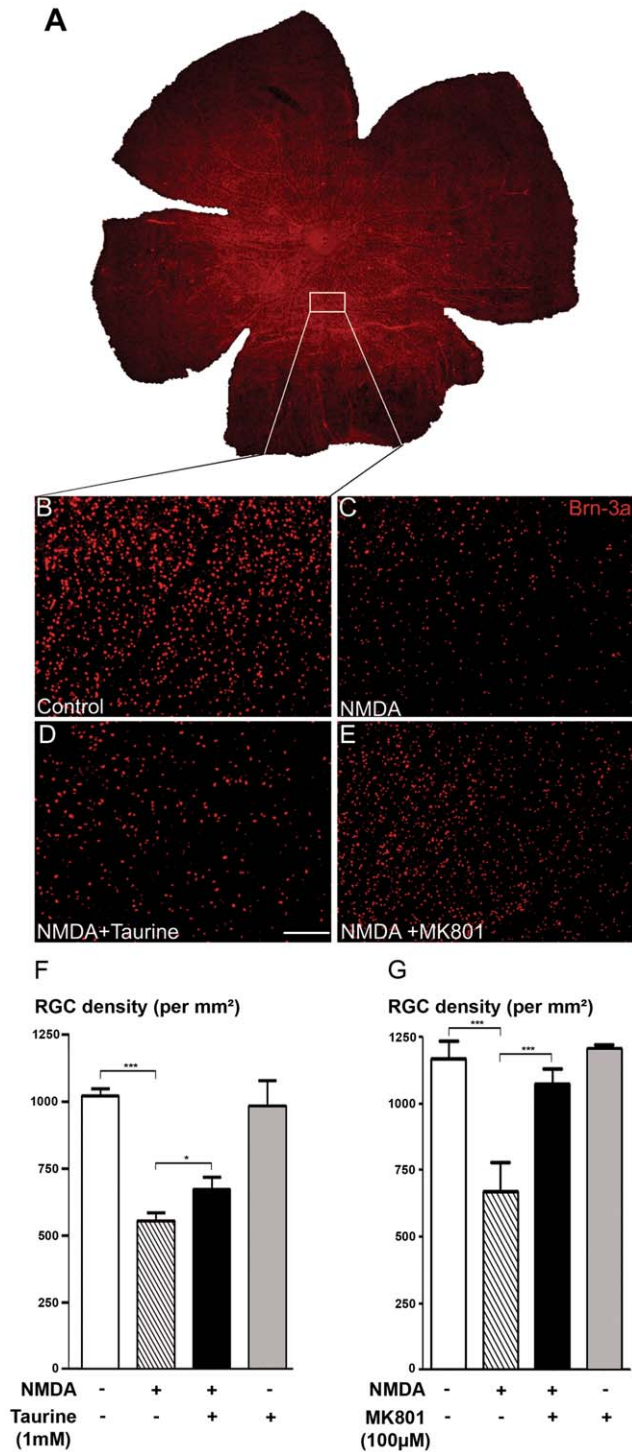 A
B
C
Brn-3a
Control
NMDA
D
E
NMDA+Taurine
NMDA +MK801
F
RGC density (per mm²)
1250
1000
750
500
250
0
***
*
NMDA - + + -
Taurine - - + +
(1mM)
G
RGC density (per mm²)
1250
1000
750
500
250
0
***
***
NMDA - + + -
MK801 - - + +
(100µM)